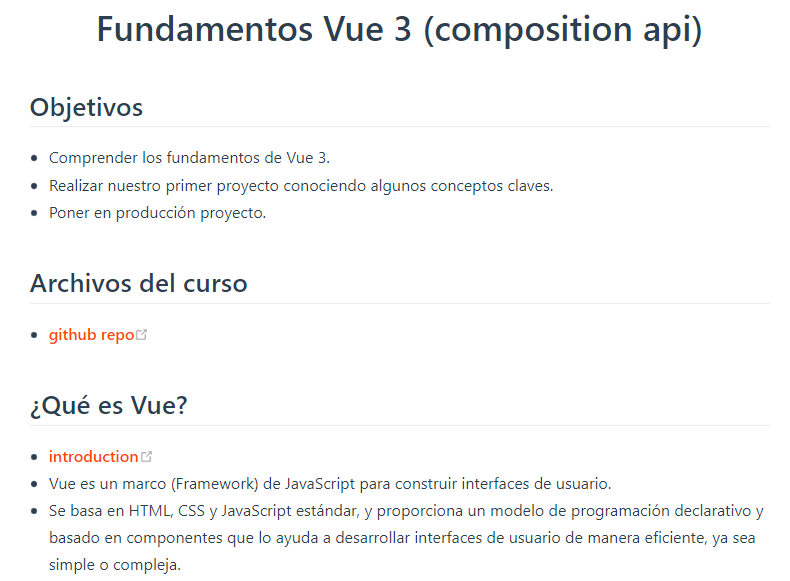 Fundamentos Vue 3 (composition api)
Objetivos
Comprender los fundamentos de Vue 3.
Realizar nuestro primer proyecto conociendo algunos conceptos claves.
Poner en producción proyecto.
Archivos del curso
github repo
¿Qué es Vue?
introduction
Vue es un marco (Framework) de JavaScript para construir interfaces de usuario.
Se basa en HTML, CSS y JavaScript estándar, y proporciona un modelo de programación declarativo y
basado en componentes que lo ayuda a desarrollar interfaces de usuario de manera eficiente, ya sea
simple o compleja.